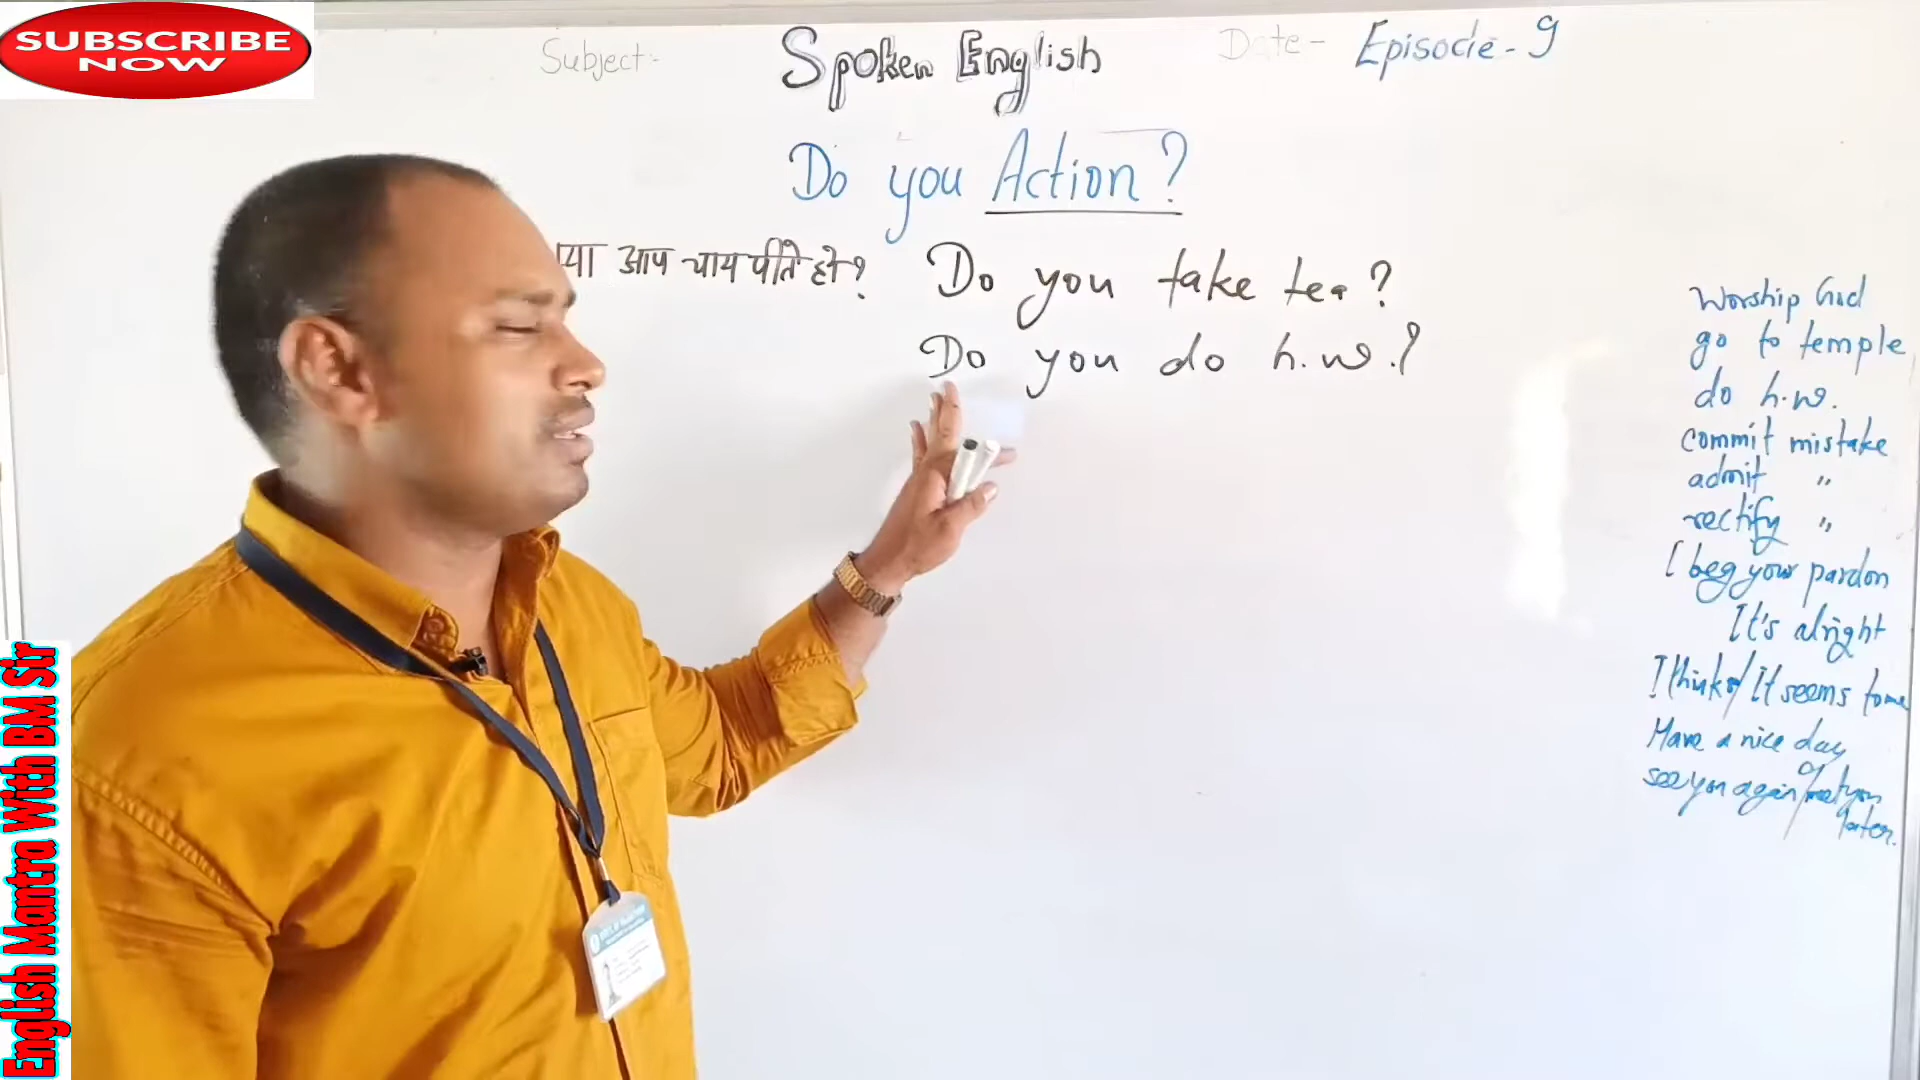 SUBSCRIBE
NOW
Subject:-
Spoken English
Date- Episode-9
Do you Action?
आप चाय पीते हो? Do you take tea?
Do you do h.w.?
Worship God
go to temple
do h.w.
commit mistake
admit "
rectify "
I beg your pardon
It's alright
I think/It seems to me
Have a nice day
see you again/meet you
later.
English Mantra With BM Sir